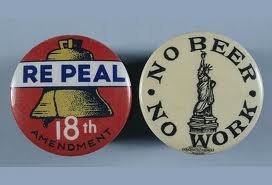 RE PEAL
18th
AMENDMENT
NO BEER
NO WORK